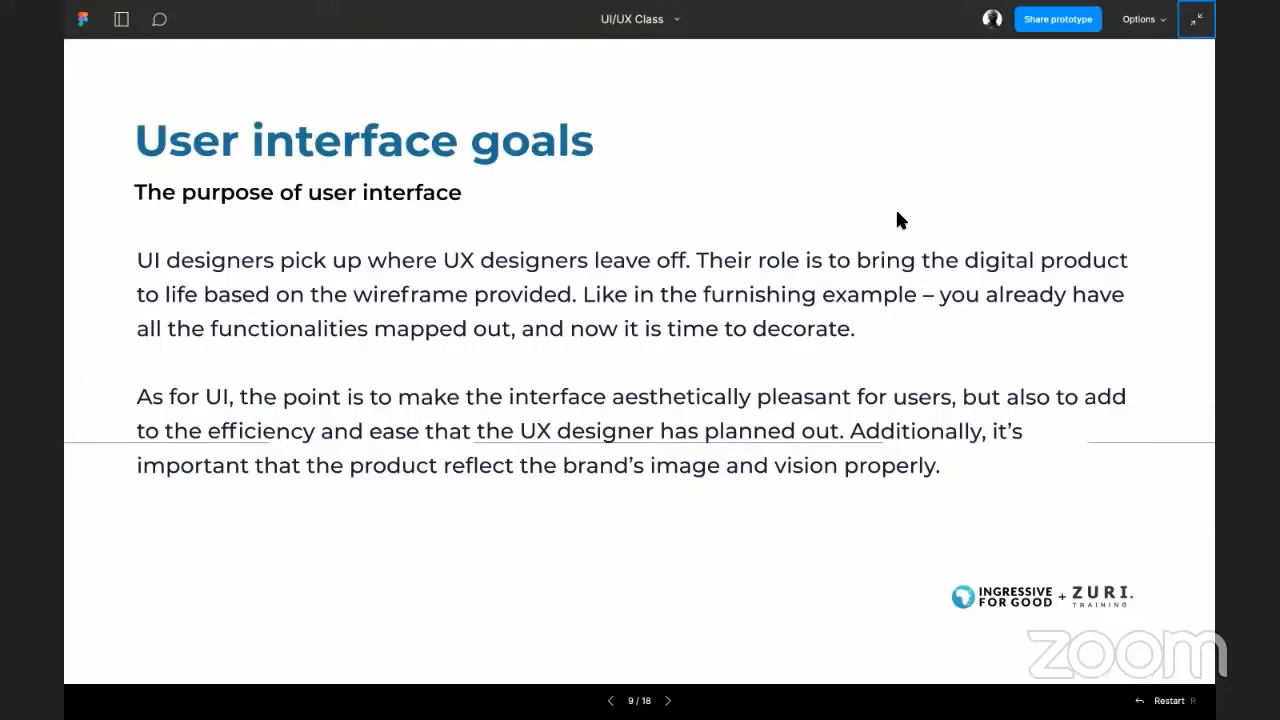 UI/UX Class
Share prototype
Options
User interface goals
The purpose of user interface
UI designers pick up where UX designers leave off. Their role is to bring the digital product
to life based on the wireframe provided. Like in the furnishing example – you already have
all the functionalities mapped out, and now it is time to decorate.
As for UI, the point is to make the interface aesthetically pleasant for users, but also to add
to the efficiency and ease that the UX designer has planned out. Additionally, it’s
important that the product reflect the brand’s image and vision properly.
INGRESSIVE
FOR GOOD
+
ZURI.
TRAINING
zoom
9 / 18
Restart R